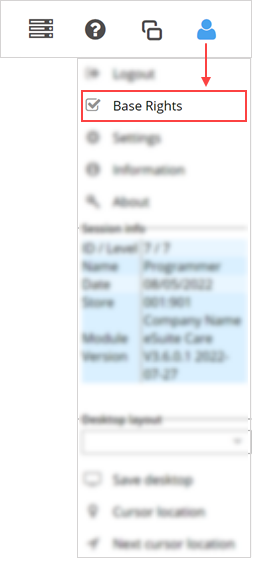 Logout
Base Rights
Settings
Information
About
Session info
ID / Level 7 / 7
Name Programmer
Date 08/05/2022
Store 001:901
Company Name
Module eSuite Care
Version V3.6.0.1 2022-
07-27
Desktop layout
Save desktop
Cursor location
Next cursor location